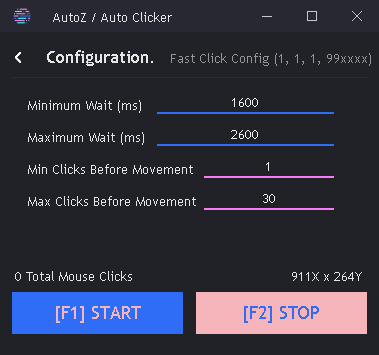 AutoZ / Auto Clicker
Configuration. Fast Click Config (1, 1, 1, 99xxxx)
Minimum Wait (ms) 1600
Maximum Wait (ms) 2600
Min Clicks Before Movement 1
Max Clicks Before Movement 30
0 Total Mouse Clicks 911X x 264Y
[F1] START [F2] STOP